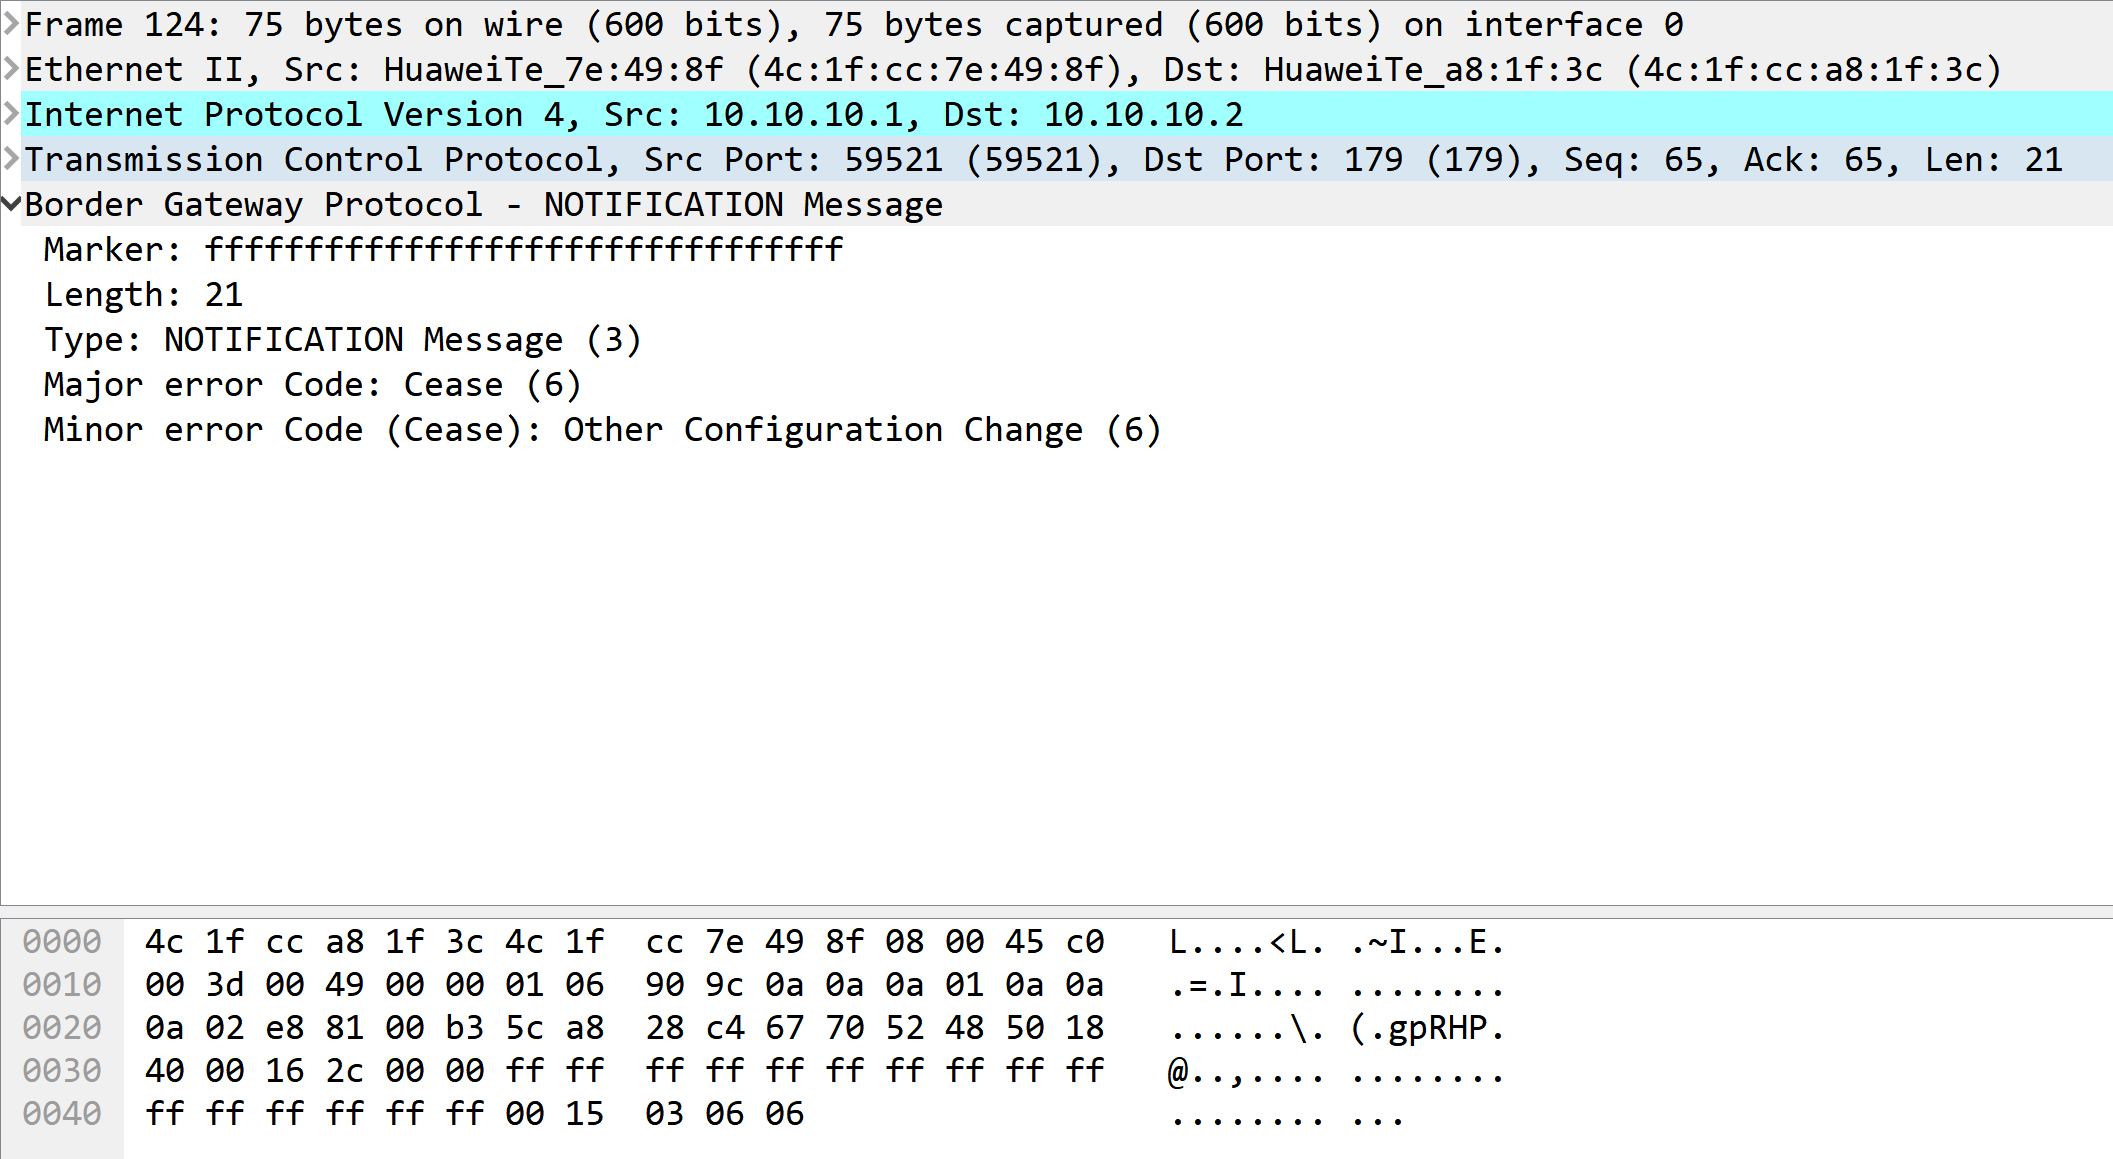 Frame 124: 75 bytes on wire (600 bits), 75 bytes captured (600 bits) on interface 0
Ethernet II, Src: HuaweiTe_7e:49:8f (4c:1f:cc:7e:49:8f), Dst: HuaweiTe_a8:1f:3c (4c:1f:cc:a8:1f:3c)
Internet Protocol Version 4, Src: 10.10.10.1, Dst: 10.10.10.2
Transmission Control Protocol, Src Port: 59521 (59521), Dst Port: 179 (179), Seq: 65, Ack: 65, Len: 21
Border Gateway Protocol - NOTIFICATION Message
Marker: ffffffffffffffffffffffffffffffff
Length: 21
Type: NOTIFICATION Message (3)
Major error Code: Cease (6)
Minor error Code (Cease): Other Configuration Change (6)
0000 4c 1f cc a8 1f 3c 4c 1f cc 7e 49 8f 08 00 45 c0 L....<L. .~I...E.
0010 00 3d 00 49 00 00 01 06 90 9c 0a 0a 0a 01 0a 0a .=.I.... ........
0020 0a 02 e8 81 00 b3 5c a8 28 c4 67 70 52 48 50 18 ......\. (.gpRHP.
0030 40 00 16 2c 00 00 ff ff ff ff ff ff ff ff ff ff @..,.... ........
0040 ff ff ff ff ff ff 00 15 03 06 06 ........ ...